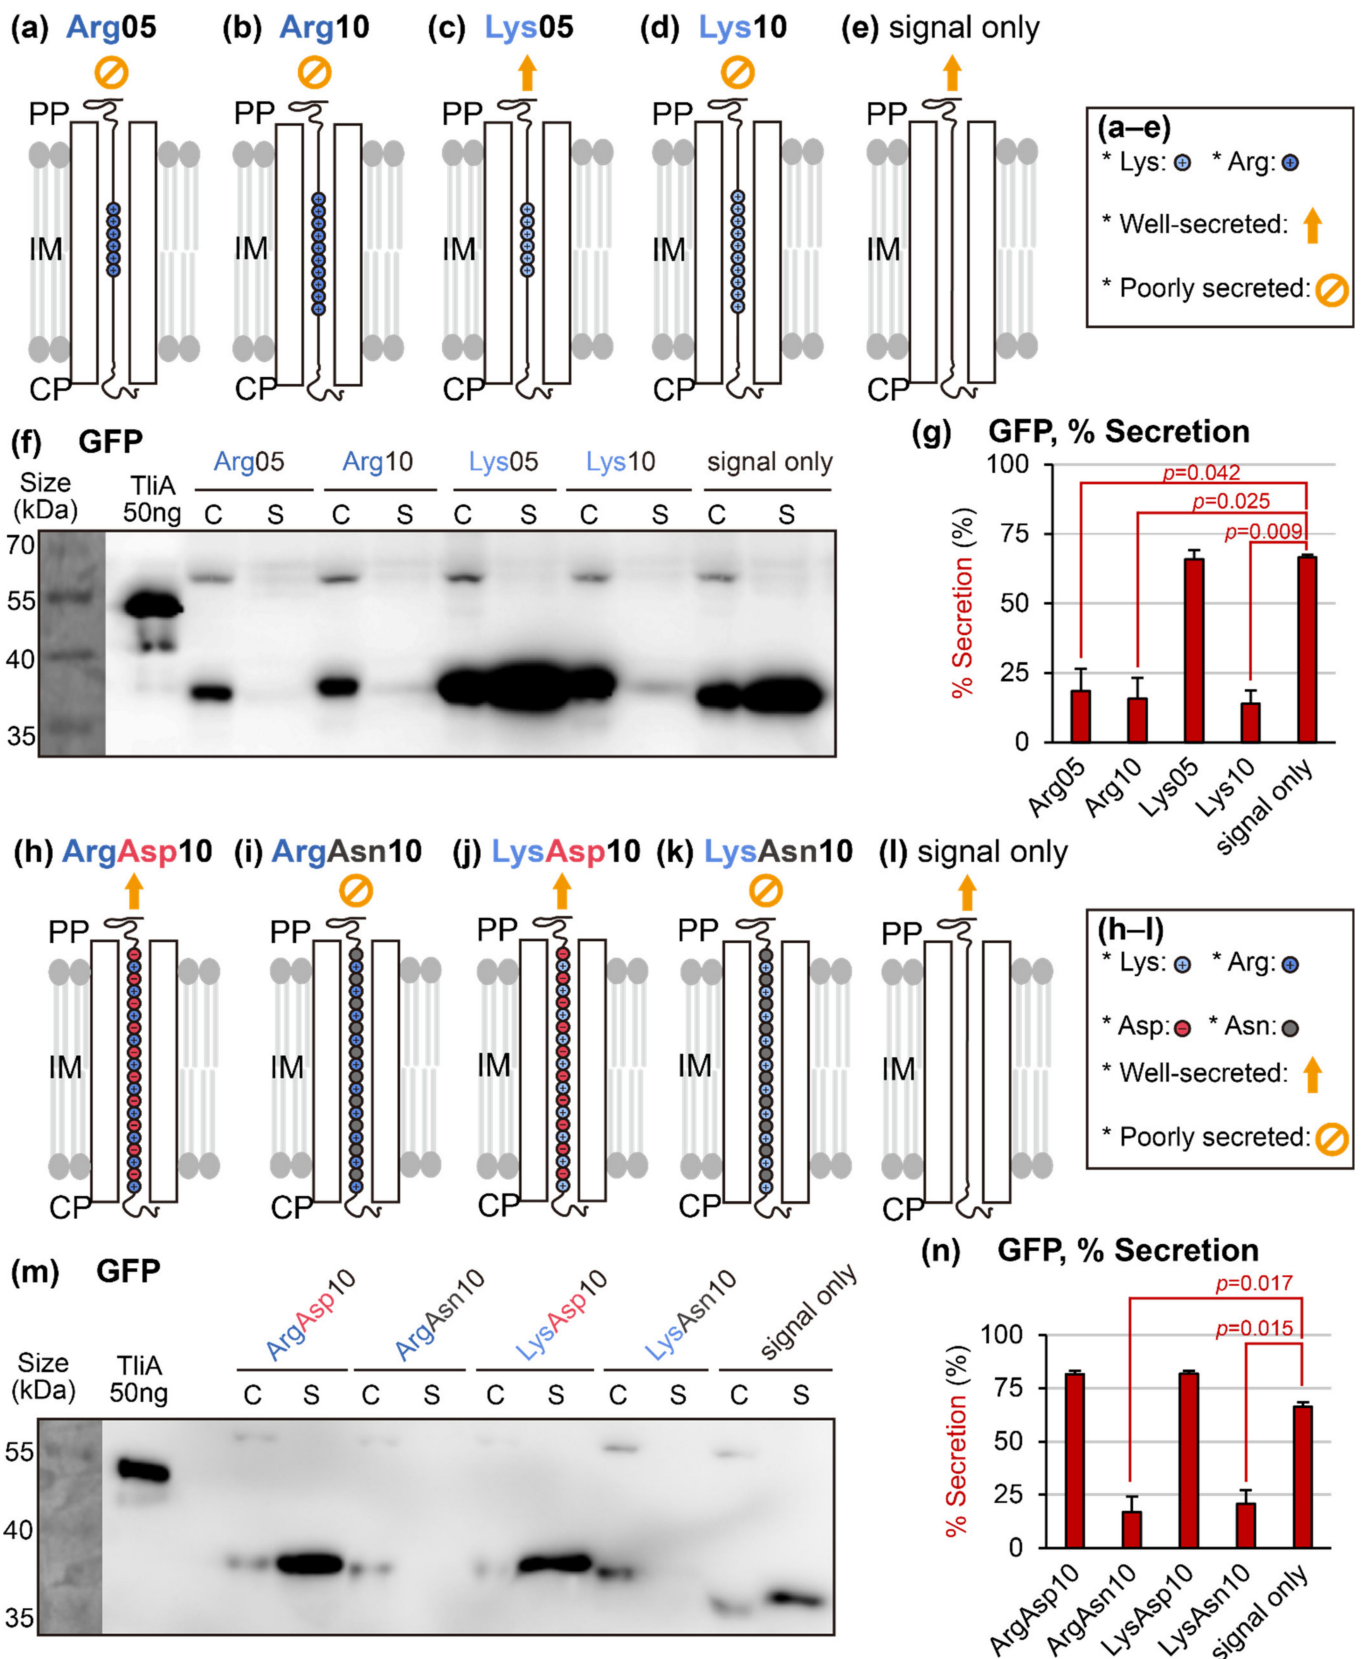 (a) Arg05 (b) Arg10 (c) Lys05 (d) Lys10 (e) signal only
PP PP PP PP PP
IM IM IM IM IM
CP CP CP CP CP
(a–e)
* Lys: + * Arg: +
* Well-secreted:
* Poorly secreted:
(f) GFP
Size
(kDa)
TliA
50ng
Arg05 Arg10 Lys05 Lys10 signal only
C S C S C S C S C S
70
55
40
35
(g) GFP, % Secretion
% Secretion (%)
100
75
50
25
0
p=0.042
p=0.025
p=0.009
Arg05 Arg10 Lys05 Lys10 signal only
(h) ArgAsp10 (i) ArgAsn10 (j) LysAsp10 (k) LysAsn10 (l) signal only
PP PP PP PP PP
IM IM IM IM IM
CP CP CP CP CP
(h–l)
* Lys: + * Arg: +
* Asp: − * Asn:
* Well-secreted:
* Poorly secreted:
(m) GFP
Size
(kDa)
TliA
50ng
ArgAsp10 ArgAsn10 LysAsp10 LysAsn10 signal only
C S C S C S C S C S
55
40
35
(n) GFP, % Secretion
% Secretion (%)
100
75
50
25
0
p=0.017
p=0.015
ArgAsp10 ArgAsn10 LysAsp10 LysAsn10 signal only